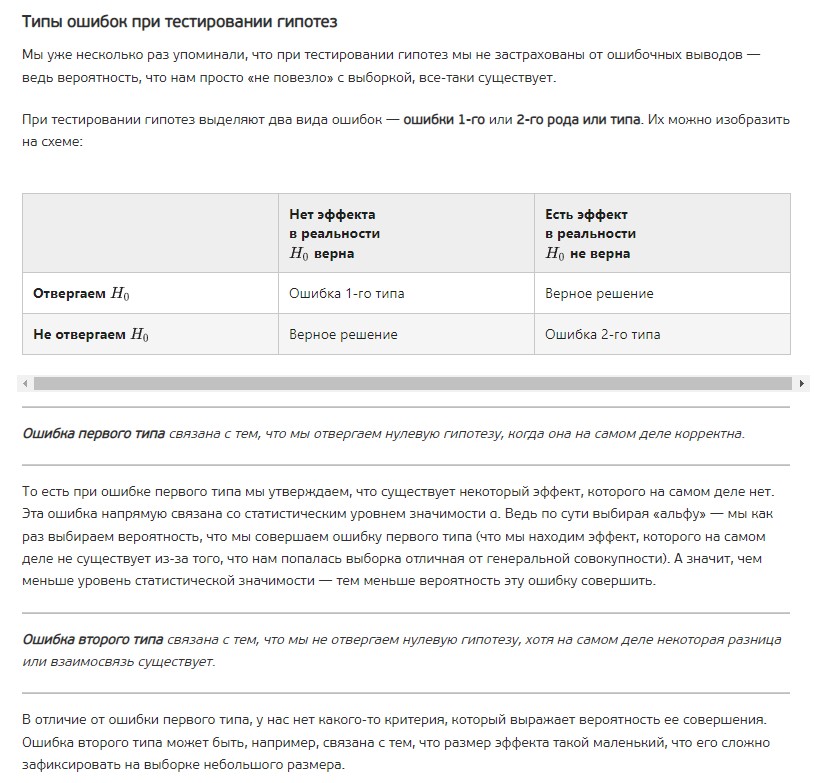 Типы ошибок при тестировании гипотез
Мы уже несколько раз упоминали, что при тестировании гипотез мы не застрахованы от ошибочных выводов —
ведь вероятность, что нам просто «не повезло» с выборкой, все-таки существует.
При тестировании гипотез выделяют два вида ошибок — ошибки 1-го или 2-го рода или типа. Их можно изобразить
на схеме:
Нет эффекта
в реальности
H₀ верна
Есть эффект
в реальности
H₀ не верна
Отвергаем H₀
Ошибка 1-го типа
Верное решение
Не отвергаем H₀
Верное решение
Ошибка 2-го типа
Ошибка первого типа связана с тем, что мы отвергаем нулевую гипотезу, когда она на самом деле корректна.
То есть при ошибке первого типа мы утверждаем, что существует некоторый эффект, которого на самом деле нет.
Эта ошибка напрямую связана со статистическим уровнем значимости α. Ведь по сути выбирая «альфу» — мы как
раз выбираем вероятность, что мы совершаем ошибку первого типа (что мы находим эффект, которого на самом
деле не существует из-за того, что нам попалась выборка отличная от генеральной совокупности). А значит, чем
меньше уровень статистической значимости — тем меньше вероятность эту ошибку совершить.
Ошибка второго типа связана с тем, что мы не отвергаем нулевую гипотезу, хотя на самом деле некоторая разница
или взаимосвязь существует.
В отличие от ошибки первого типа, у нас нет какого-то критерия, который выражает вероятность ее совершения.
Ошибка второго типа может быть, например, связана с тем, что размер эффекта такой маленький, что его сложно
зафиксировать на выборке небольшого размера.